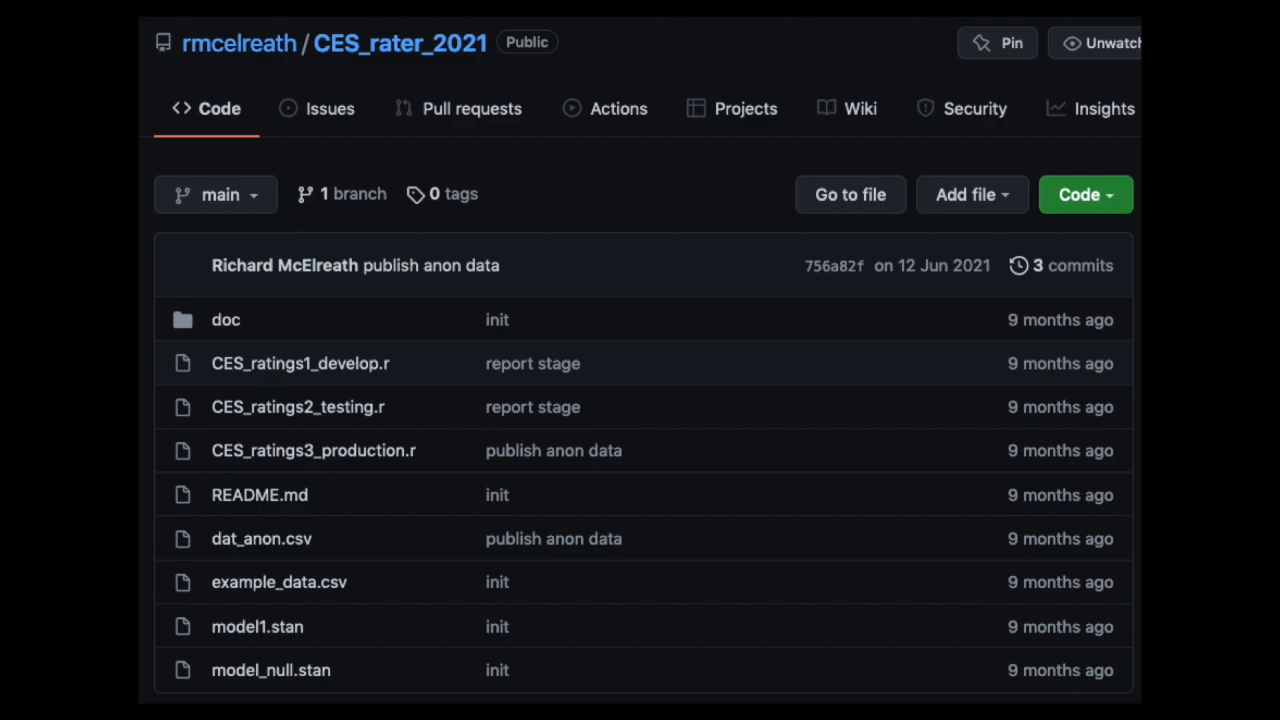 rmcelreath / CES_rater_2021 Public Pin Unwatch
Code Issues Pull requests Actions Projects Wiki Security Insights
main 1 branch 0 tags Go to file Add file Code
Richard McElreath publish anon data 756a82f on 12 Jun 2021 3 commits
doc init 9 months ago
CES_ratings1_develop.r report stage 9 months ago
CES_ratings2_testing.r report stage 9 months ago
CES_ratings3_production.r publish anon data 9 months ago
README.md init 9 months ago
dat_anon.csv publish anon data 9 months ago
example_data.csv init 9 months ago
model1.stan init 9 months ago
model_null.stan init 9 months ago